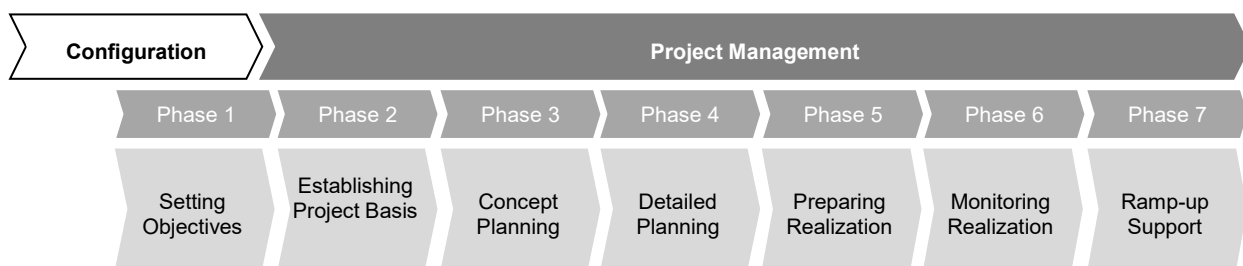 Configuration
Project Management
Phase 1
Phase 2
Phase 3
Phase 4
Phase 5
Phase 6
Phase 7
Setting
Objectives
Establishing
Project Basis
Concept
Planning
Detailed
Planning
Preparing
Realization
Monitoring
Realization
Ramp-up
Support